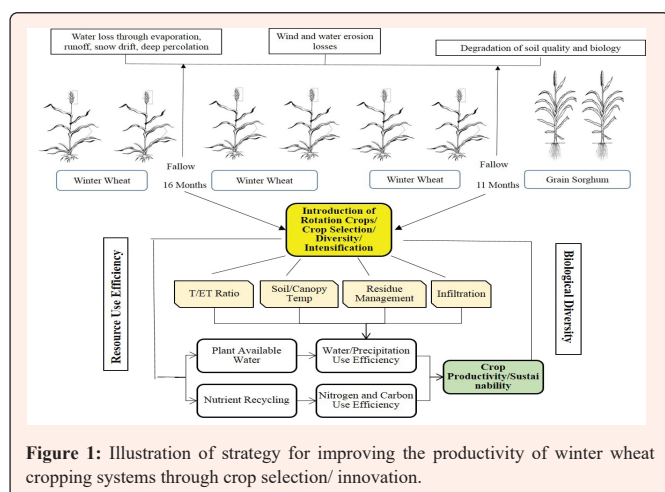 Water loss through evaporation,
runoff, snow drift, deep percolation
Wind and water erosion
losses
Degradation of soil quality and biology
Fallow
16 Months
Fallow
11 Months
Winter Wheat
Winter Wheat
Winter Wheat
Grain Sorghum
Introduction of
Rotation Crops/
Crop Selection/
Diversity/
Intensification
Resource Use Efficiency
Biological Diversity
T/ET Ratio
Soil/Canopy
Temp
Residue
Management
Infiltration
Plant Available
Water
Water/Precipitation
Use Efficiency
Nutrient Recycling
Nitrogen and Carbon
Use Efficiency
Crop
Productivity/Sustai
nability
Figure 1: Illustration of strategy for improving the productivity of winter wheat
cropping systems through crop selection/ innovation.